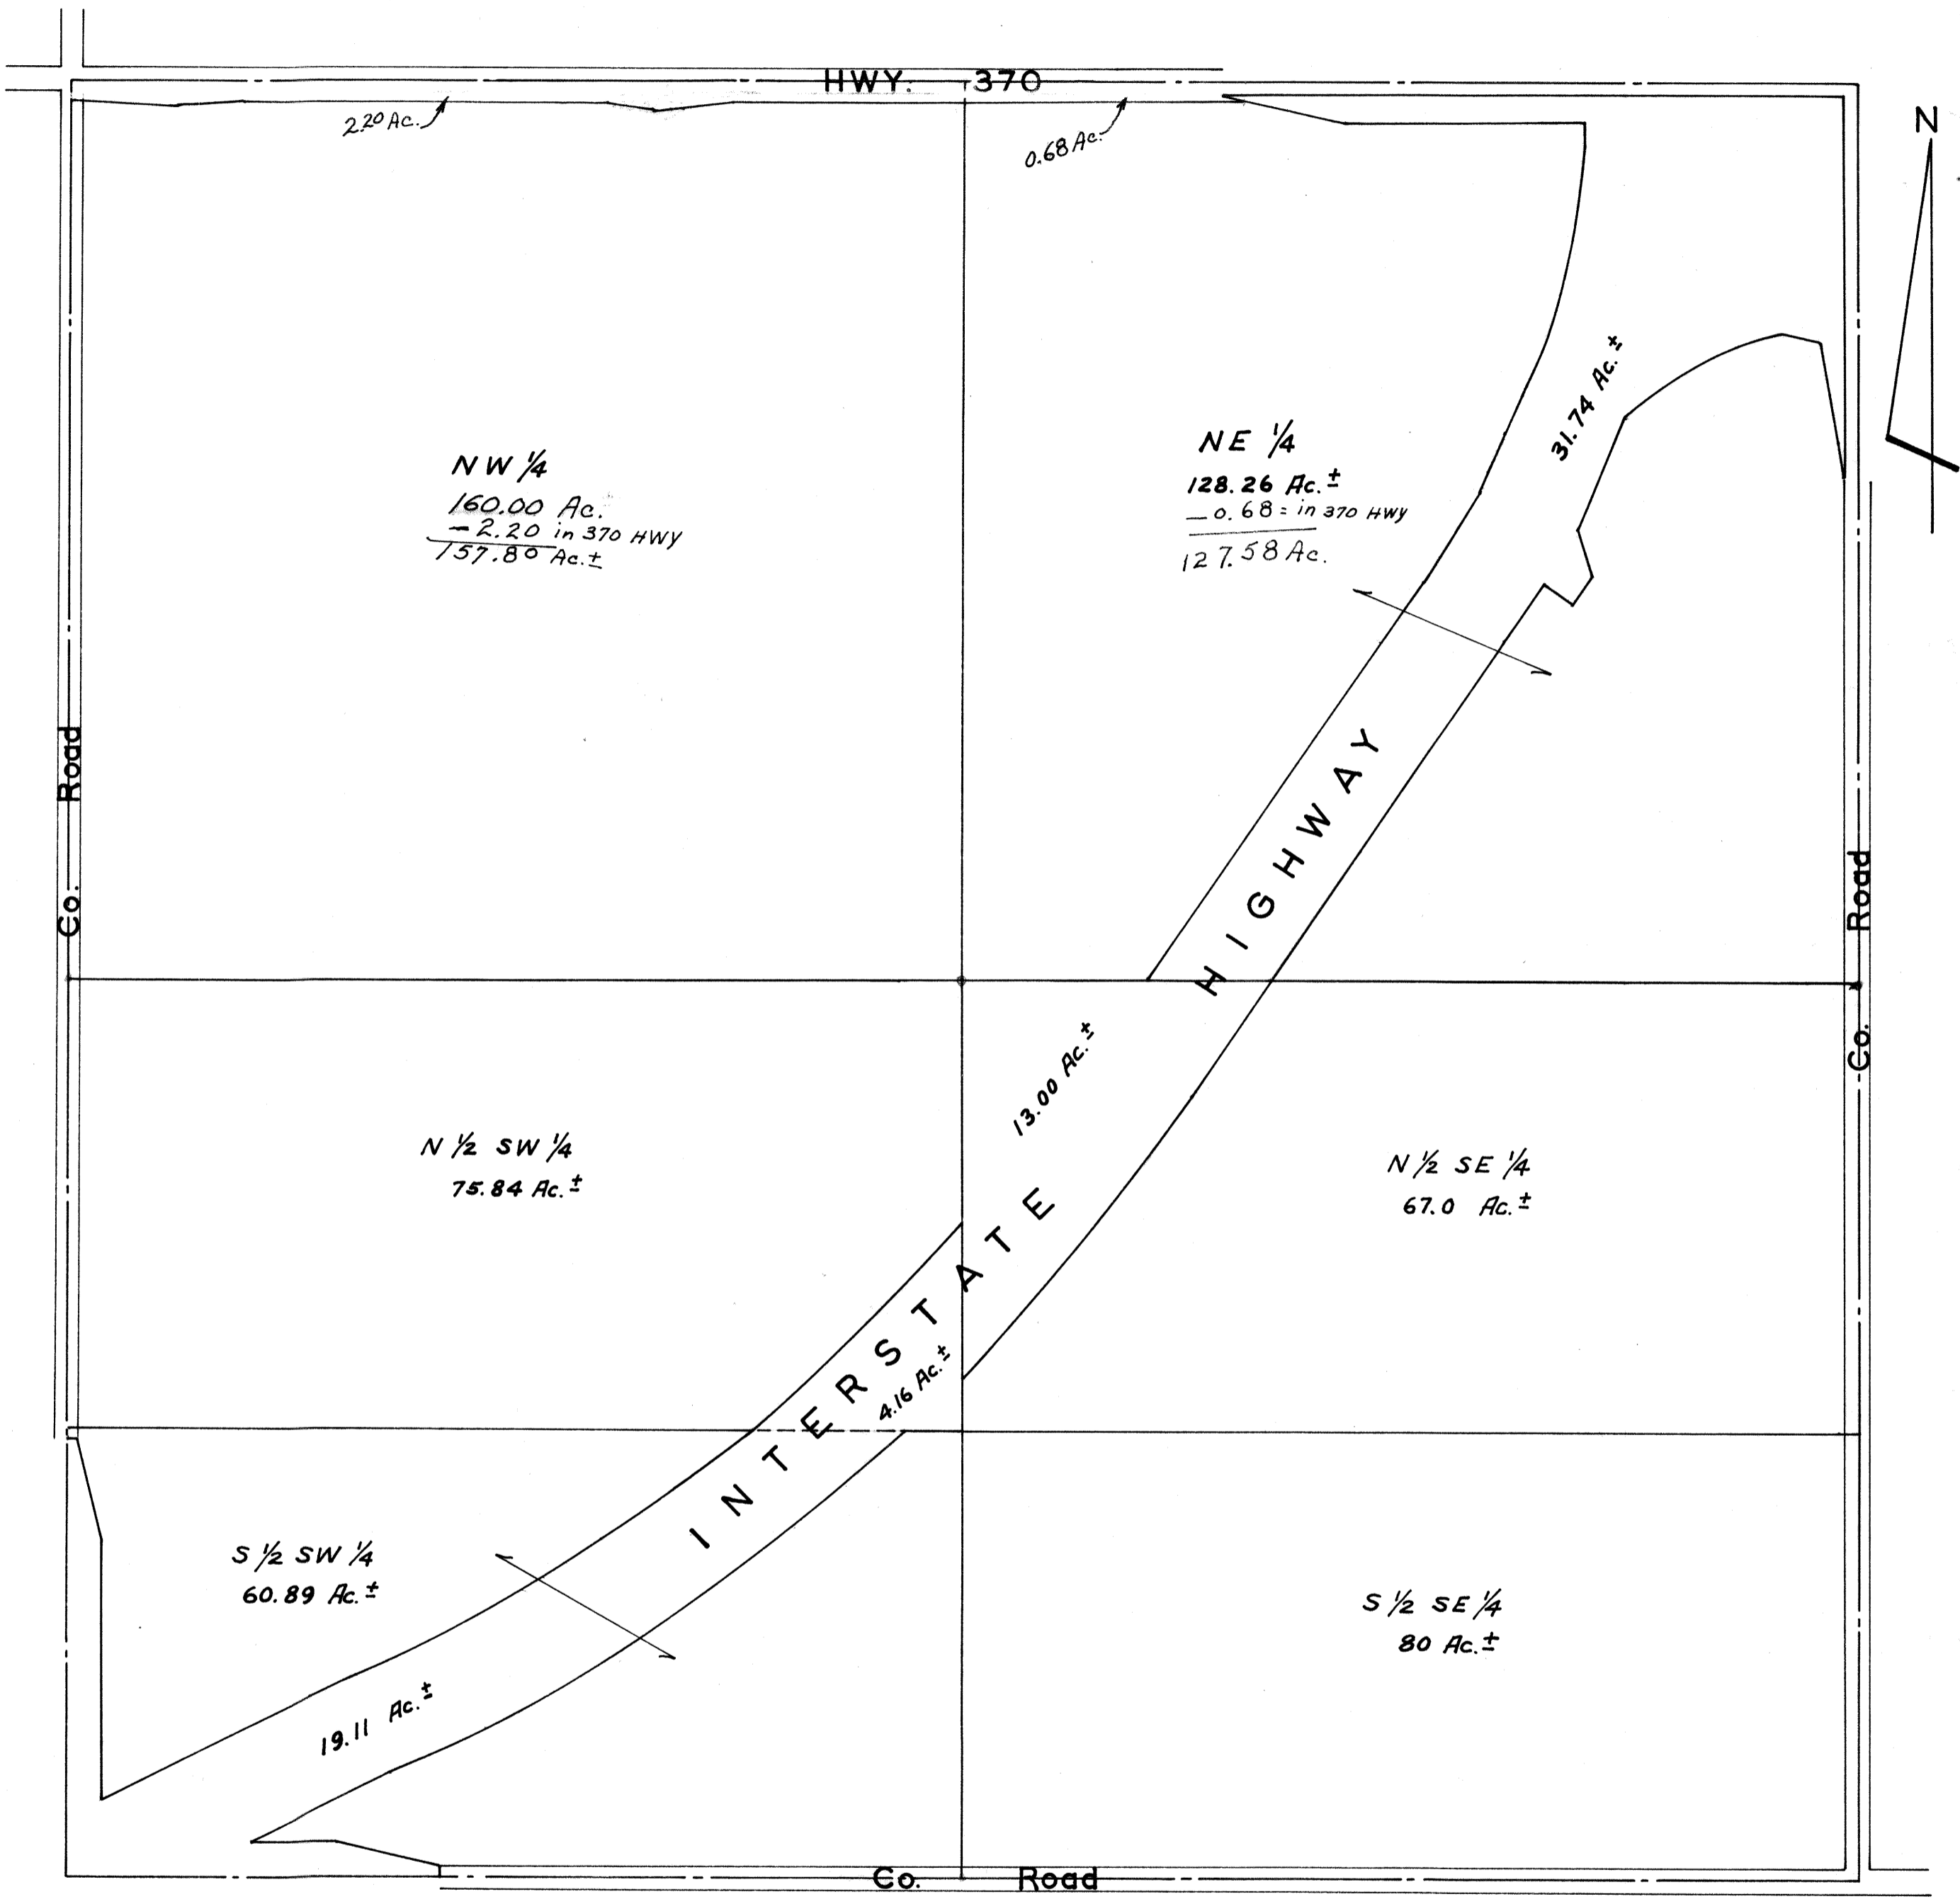 HWY. 370
N
2.20 Ac.
0.68 Ac.
NW 1/4
160.00 Ac.
- 2.20 in 370 HWY
157.80 Ac.±
NE 1/4
128.26 Ac.±
- 0.68 = in 370 HWY
127.58 Ac.
31.74 Ac.±
Co. Road
Co. Road
INTERSTATE HIGHWAY
13.00 Ac.±
N 1/2 SW 1/4
75.84 Ac.±
N 1/2 SE 1/4
67.0 Ac.±
4.16 Ac.±
S 1/2 SW 1/4
60.89 Ac.±
S 1/2 SE 1/4
80 Ac.±
19.11 Ac.±
Co. Road